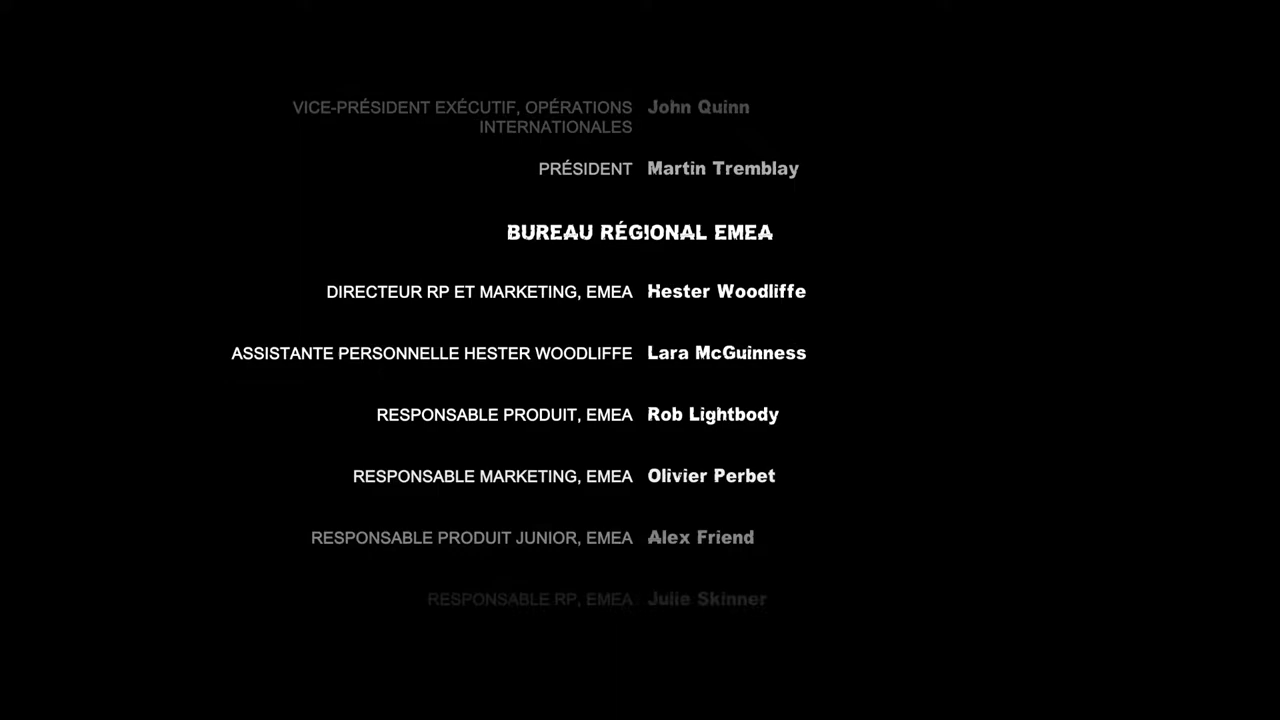 VICE-PRÉSIDENT EXÉCUTIF, OPÉRATIONS John Quinn
INTERNATIONALES
PRÉSIDENT Martin Tremblay
BUREAU RÉGIONAL EMEA
DIRECTEUR RP ET MARKETING, EMEA Hester Woodliffe
ASSISTANTE PERSONNELLE HESTER WOODLIFFE Lara McGuinness
RESPONSABLE PRODUIT, EMEA Rob Lightbody
RESPONSABLE MARKETING, EMEA Olivier Perbet
RESPONSABLE PRODUIT JUNIOR, EMEA Alex Friend
RESPONSABLE RP, EMEA Julie Skinner